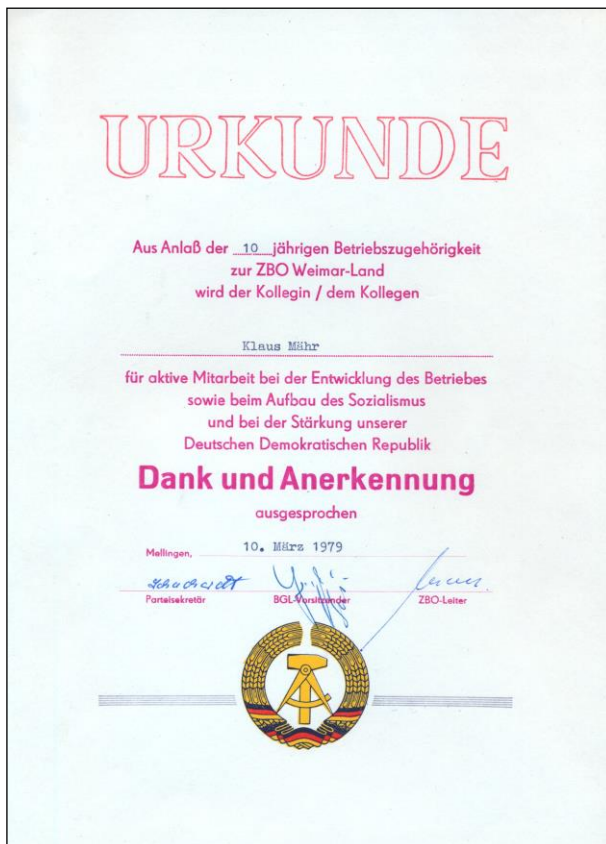 URKUNDE
Aus Anlaß der 10 jährigen Betriebszugehörigkeit
zur ZBO Weimar-Land
wird der Kollegin / dem Kollegen
Klaus Mähr
für aktive Mitarbeit bei der Entwicklung des Betriebes
sowie beim Aufbau des Sozialismus
und bei der Stärkung unserer
Deutschen Demokratischen Republik
Dank und Anerkennung
ausgesprochen
Mellingen, 10. März 1979
Schuchardt
Parteisekretär BGL-Vorsitzender ZBO-Leiter